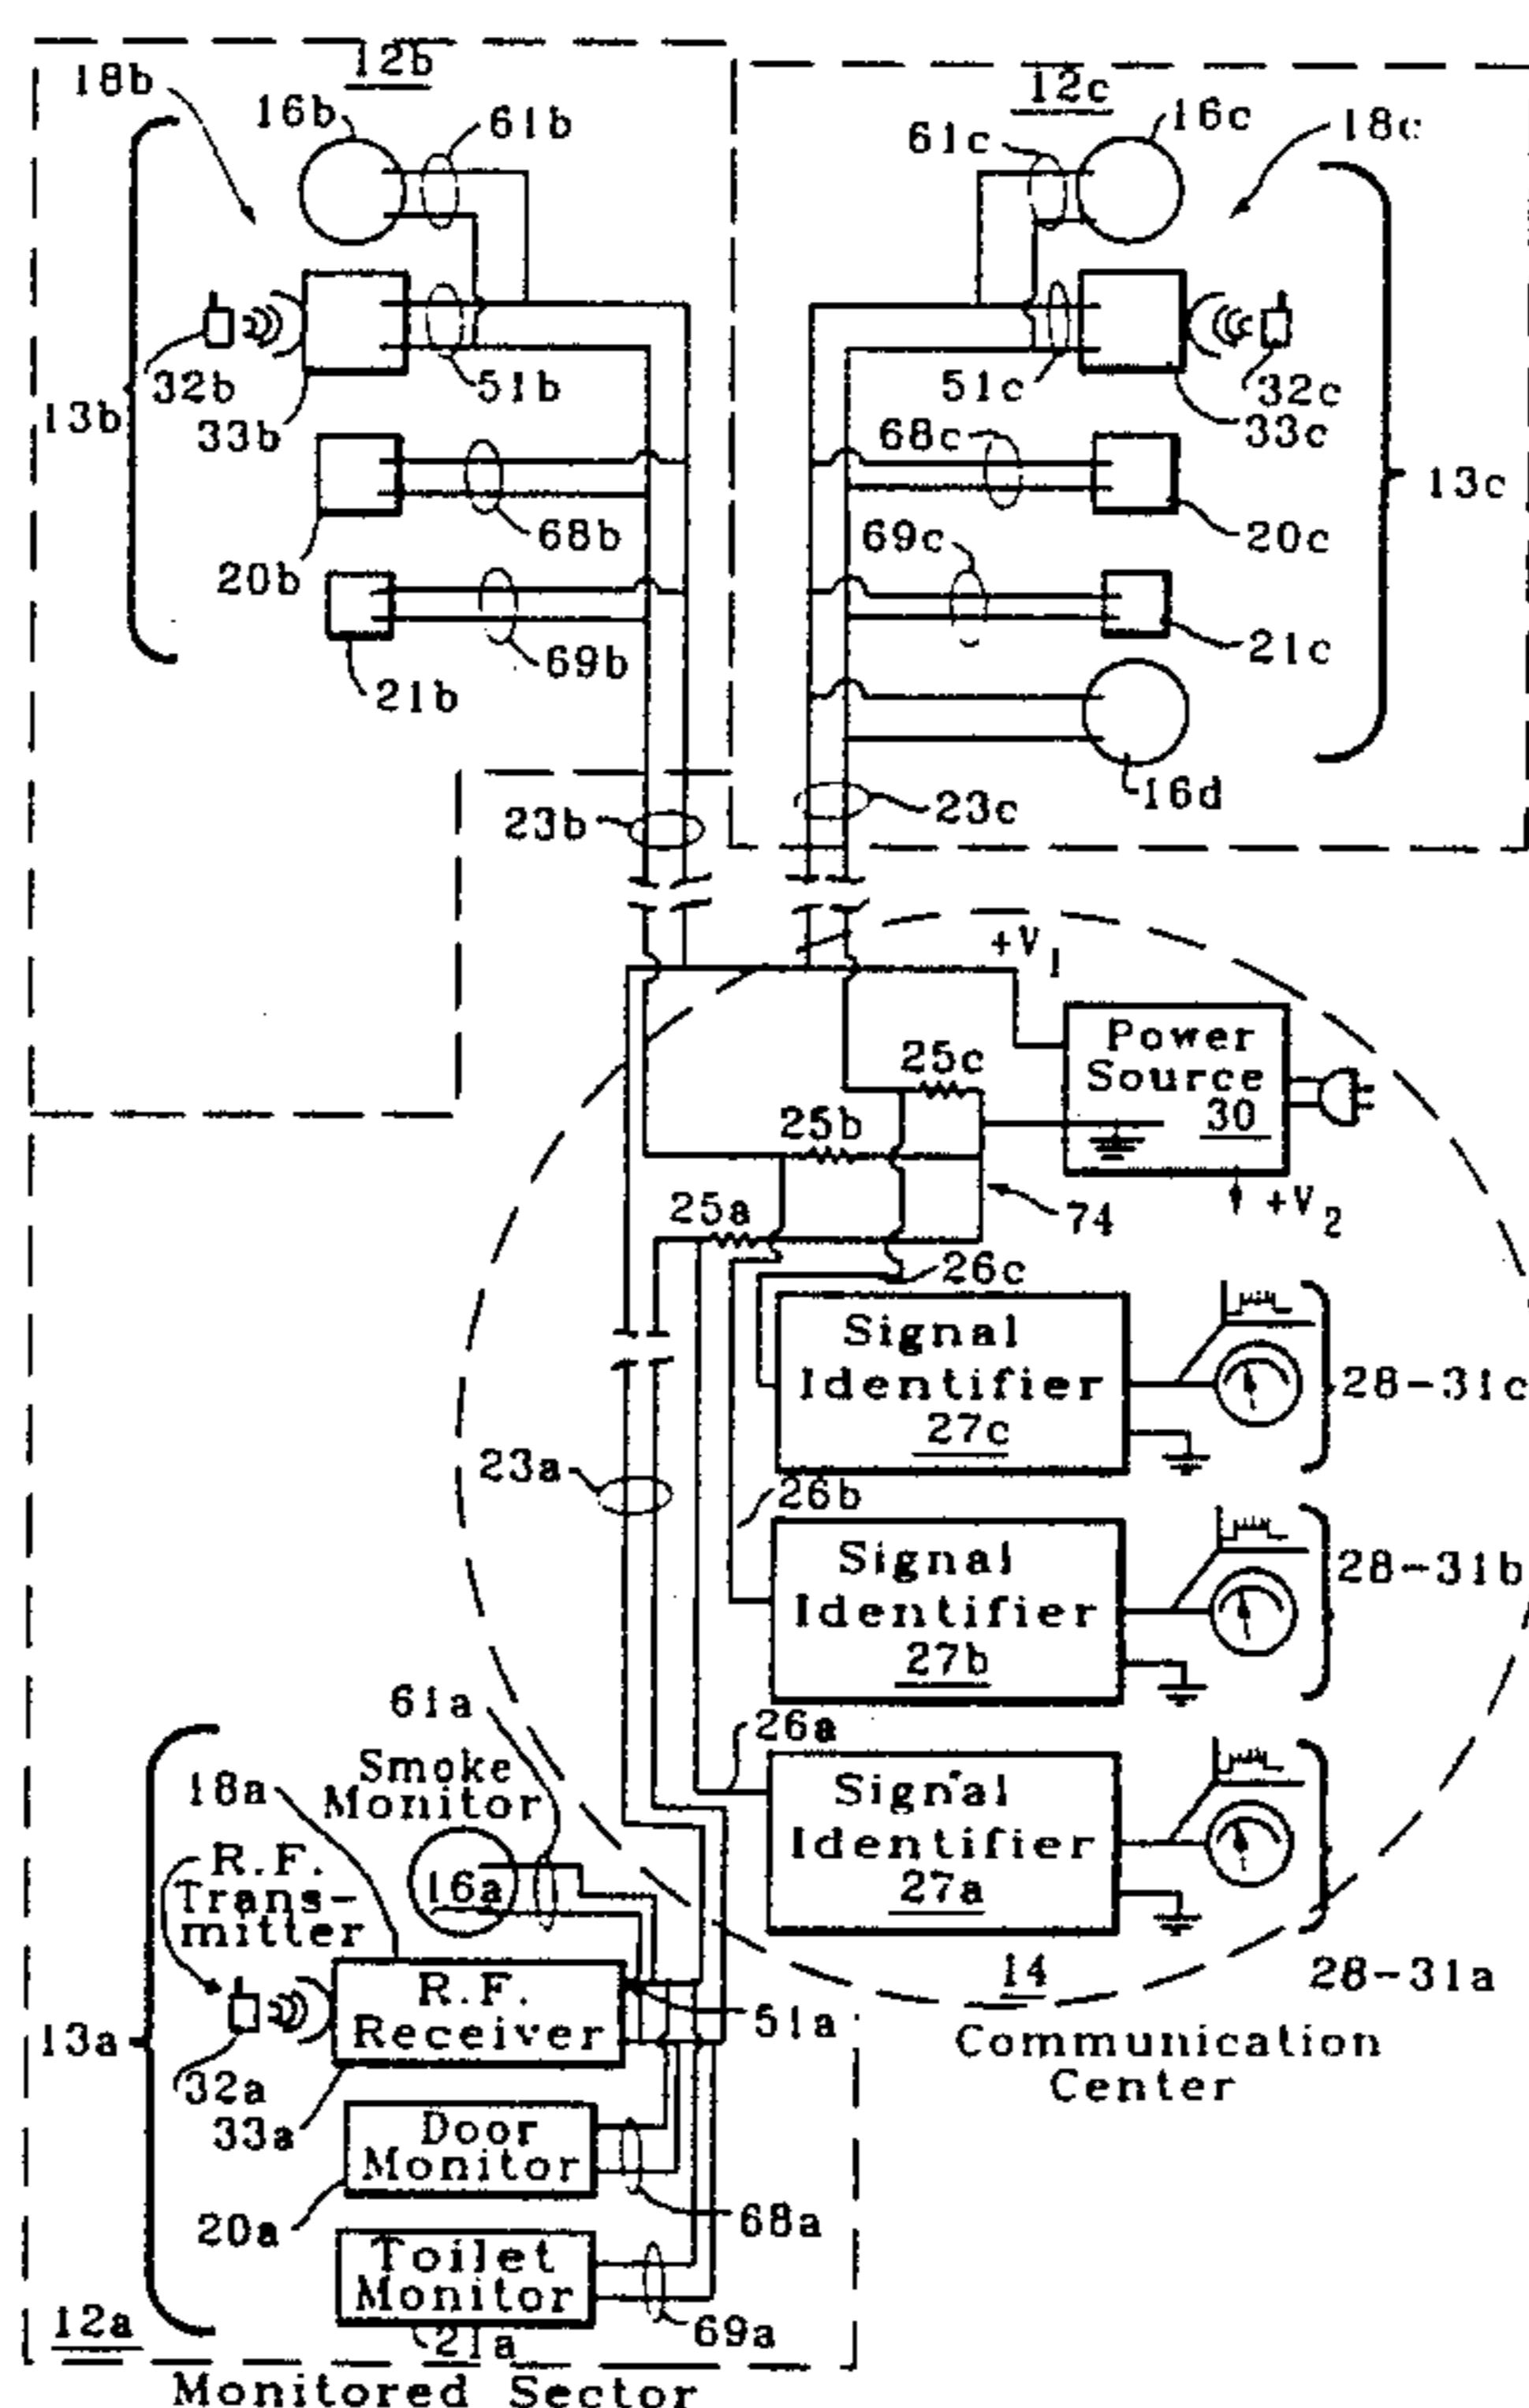 12b
18b
16b
61b
12c
16c
61c
18c
32b
51b
13b
33b
51c
32c
33c
68c
13c
68b
20b
69c
20c
69b
21b
21c
16d
23b
23c
+V1
Power
Source
30
25c
25b
25a
74
+V2
26c
Signal
Identifier
27c
28-31c
23a
26b
Signal
Identifier
27b
28-31b
61a
26a
Smoke
Monitor
18a
16a
Signal
Identifier
27a
R.F.
Trans-
mitter
14
28-31a
R.F.
Receiver
51a
13a
Communication
Center
32a
33a
Door
Monitor
20a
68a
Toilet
Monitor
12a
21a
69a
Monitored Sector